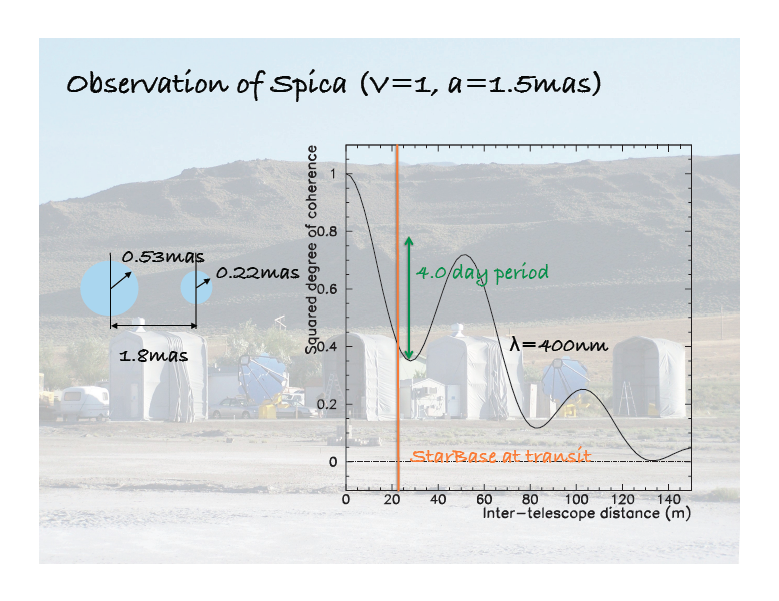 Observation of Spica (V=1, a=1.5mas)
0.53mas
0.22mas
1.8mas
Squared degree of coherence
1
0.8
0.6
0.4
0.2
0
4.0 day period
λ=400nm
StarBase at transit
0 20 40 60 80 100 120 140
Inter-telescope distance (m)